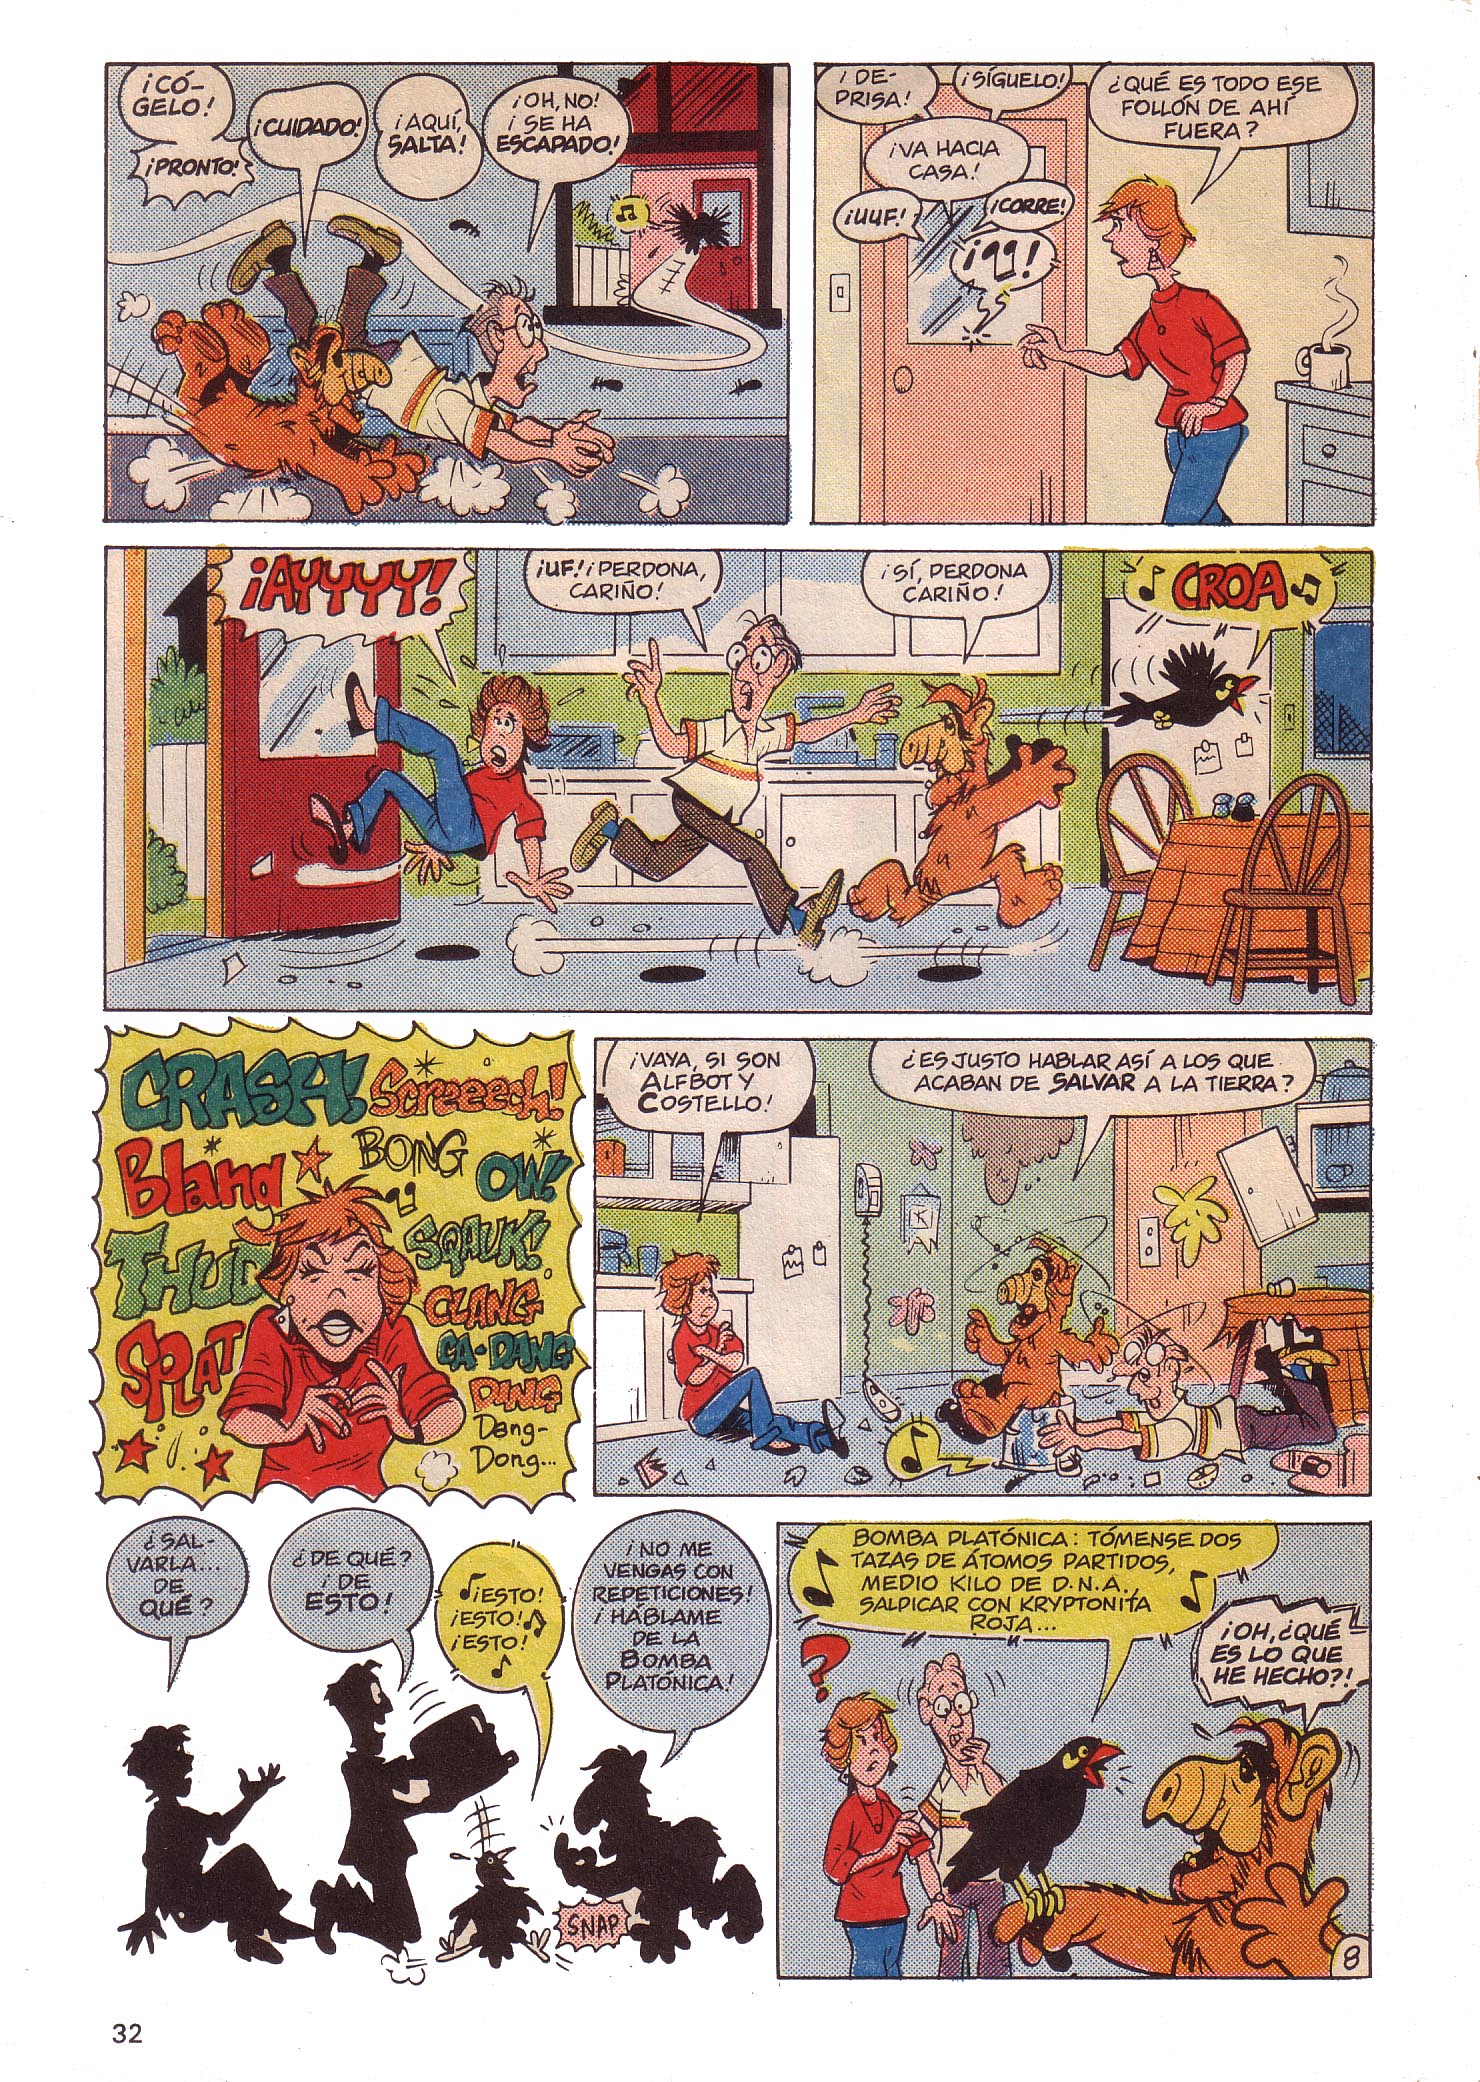 ¡CÓ-
GELO!
¡PRONTO!
¡CUIDADO!
¡AQUÍ,
SALTA!
¡OH, NO!
¡SE HA
ESCAPADO!
¡DE-
PRISA!
¡SÍGUELO!
¡VA HACIA
CASA!
¡UUF!
¡CORRE!
¿QUÉ ES TODO ESE
FOLLÓN DE AHÍ
FUERA?
¡AYYYYY!
¡UF! ¡PERDONA,
CARIÑO!
¡SÍ, PERDONA
CARIÑO!
CROA
CRASH!
Screeech!
Blang
BONG
OW!
THUD
SQAUK!
SPLAT
CLANG-
CA-DANG
DING
Dang-
Dong...
¡VAYA, SI SON
ALFBOT Y
COSTELLO!
¿ES JUSTO HABLAR ASÍ A LOS QUE
ACABAN DE SALVAR A LA TIERRA?
K
¿SAL-
VARLA...
DE
QUÉ?
¿DE QUÉ?
¡DE
ESTO!
¡ESTO!
¡ESTO!
¡ESTO!
¡NO ME
VENGAS CON
REPETICIONES!
¡HÁBLAME
DE LA
BOMBA
PLATÓNICA!
SNAP
BOMBA PLATÓNICA: TÓMENSE DOS
TAZAS DE ÁTOMOS PARTIDOS,
MEDIO KILO DE D.N.A.,
SALPICAR CON KRYPTONITA
ROJA...
?
¡OH, ¿QUÉ
ES LO QUE
HE HECHO?!
8
32